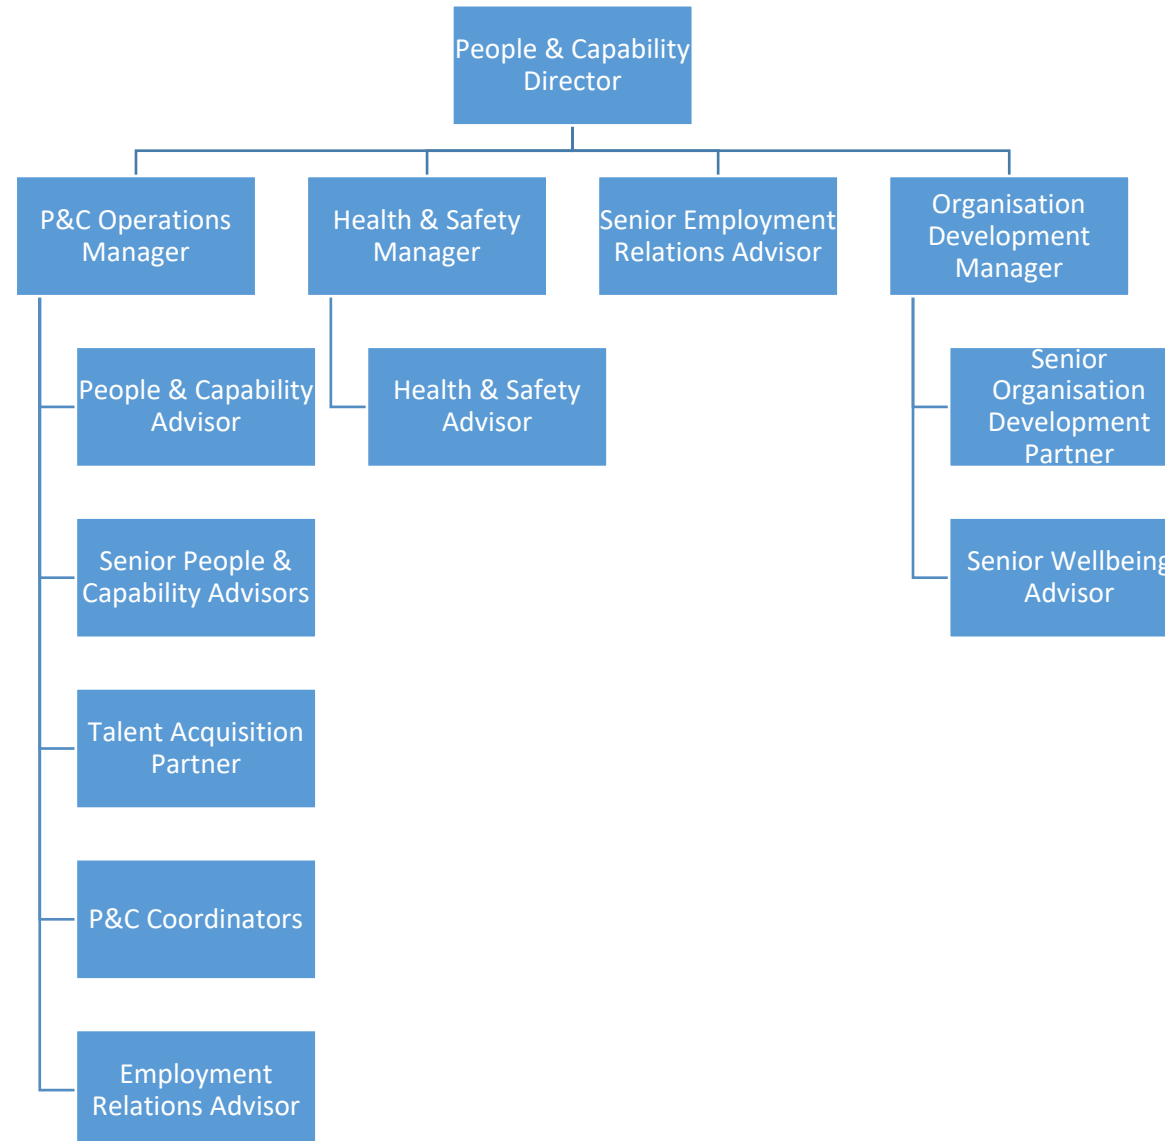 People & Capability
Director
P&C Operations
Manager
Health & Safety
Manager
Senior Employment
Relations Advisor
Organisation
Development
Manager
People & Capability
Advisor
Health & Safety
Advisor
Senior
Organisation
Development
Partner
Senior People &
Capability Advisors
Senior Wellbeing
Advisor
Talent Acquisition
Partner
P&C Coordinators
Employment
Relations Advisor